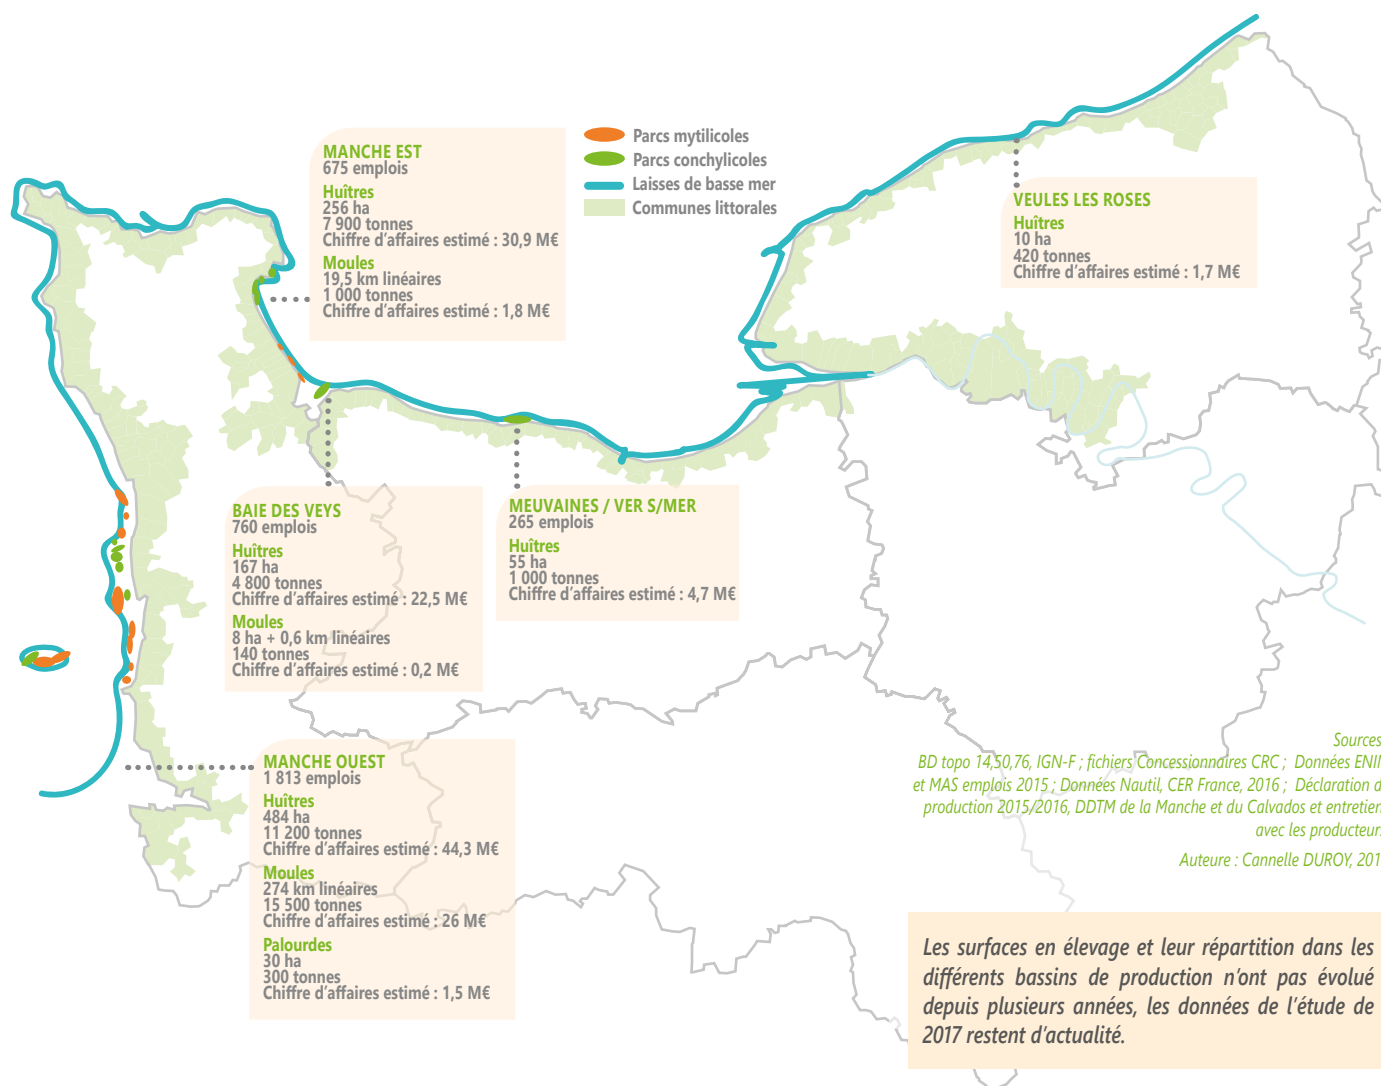 MANCHE EST
675 emplois
Huîtres
256 ha
7 900 tonnes
Chiffre d'affaires estimé : 30,9 M€
Moules
19,5 km linéaires
1 000 tonnes
Chiffre d'affaires estimé : 1,8 M€
Parcs mytilicoles
Parcs conchylicoles
Laisses de basse mer
Communes littorales
VEULES LES ROSES
Huîtres
10 ha
420 tonnes
Chiffre d'affaires estimé : 1,7 M€
BAIE DES VEYS
760 emplois
Huîtres
167 ha
4 800 tonnes
Chiffre d'affaires estimé : 22,5 M€
Moules
8 ha + 0,6 km linéaires
140 tonnes
Chiffre d'affaires estimé : 0,2 M€
MEUVAINES / VER S/MER
265 emplois
Huîtres
55 ha
1 000 tonnes
Chiffre d'affaires estimé : 4,7 M€
MANCHE OUEST
1 813 emplois
Huîtres
484 ha
11 200 tonnes
Chiffre d'affaires estimé : 44,3 M€
Moules
274 km linéaires
15 500 tonnes
Chiffre d'affaires estimé : 26 M€
Palourdes
30 ha
300 tonnes
Chiffre d'affaires estimé : 1,5 M€
Sources
BD topo 14,50,76, IGN-F ; fichiers Concessionnaires CRC ; Données ENI
et MAS emplois 2015 ; Données Nautil, CER France, 2016 ; Déclaration d
production 2015/2016, DDTM de la Manche et du Calvados et entretien
avec les producteur
Auteure : Cannelle DUROY, 201
Les surfaces en élevage et leur répartition dans les
différents bassins de production n'ont pas évolué
depuis plusieurs années, les données de l'étude de
2017 restent d'actualité.